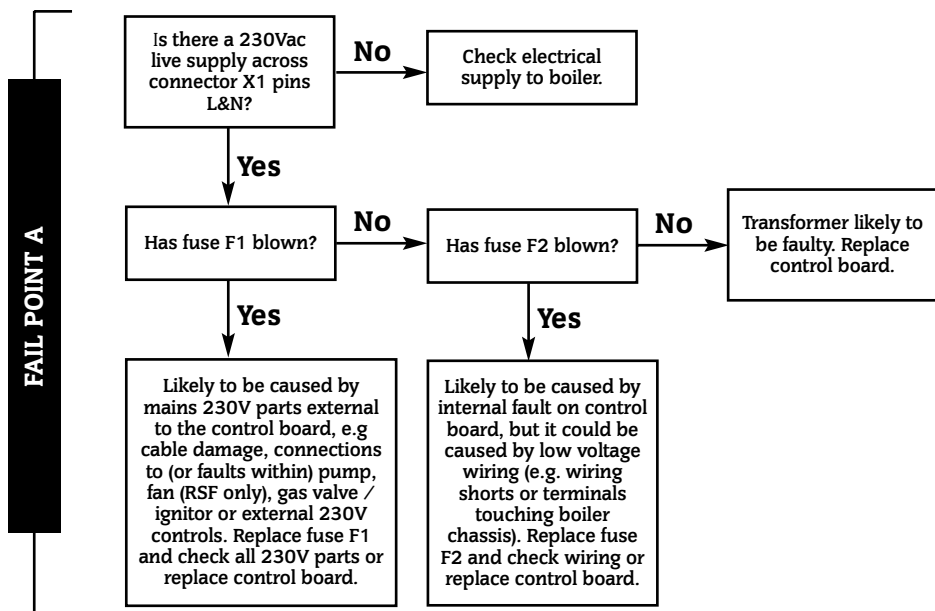 FAIL POINT A
Is there a 230Vac
live supply across
connector X1 pins
L&N?
No
Check electrical
supply to boiler.
Yes
Has fuse F1 blown?
No
Has fuse F2 blown?
No
Transformer likely to
be faulty. Replace
control board.
Yes
Yes
Likely to be caused by
mains 230V parts external
to the control board, e.g
cable damage, connections
to (or faults within) pump,
fan (RSF only), gas valve /
ignitor or external 230V
controls. Replace fuse F1
and check all 230V parts or
replace control board.
Likely to be caused by
internal fault on control
board, but it could be
caused by low voltage
wiring (e.g. wiring
shorts or terminals
touching boiler
chassis). Replace fuse
F2 and check wiring or
replace control board.